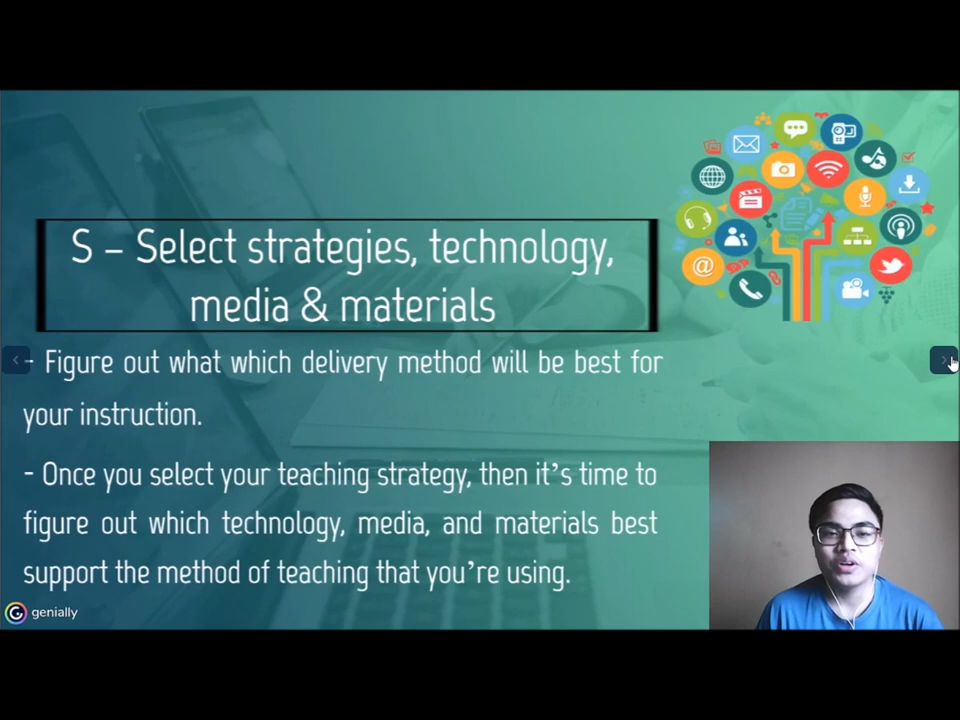 S – Select strategies, technology,
media & materials
- Figure out what which delivery method will be best for
your instruction.
- Once you select your teaching strategy, then it's time to
figure out which technology, media, and materials best
support the method of teaching that you're using.
genially